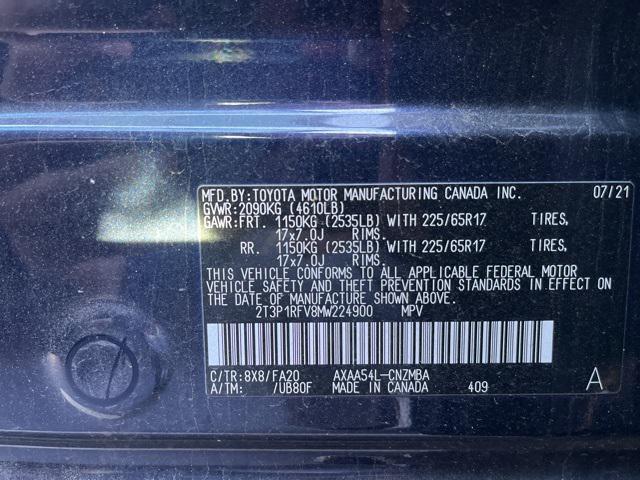 MFD.BY:TOYOTA MOTOR MANUFACTURING CANADA INC. 07/21
GVWR:2090KG (4610LB)
GAWR:FRT. 1150KG (2535LB) WITH 225/65R17 TIRES,
17x7.0J RIMS.
RR. 1150KG (2535LB) WITH 225/65R17 TIRES,
17x7.0J RIMS.
THIS VEHICLE CONFORMS TO ALL APPLICABLE FEDERAL MOTOR
VEHICLE SAFETY AND THEFT PREVENTION STANDARDS IN EFFECT
ON THE DATE OF MANUFACTURE SHOWN ABOVE.
2T3P1RFV8MW224900 MPV
C/TR:8X8/FA20 AXAA54L-CNZMBA
A/TM: /UB80F MADE IN CANADA 409 A